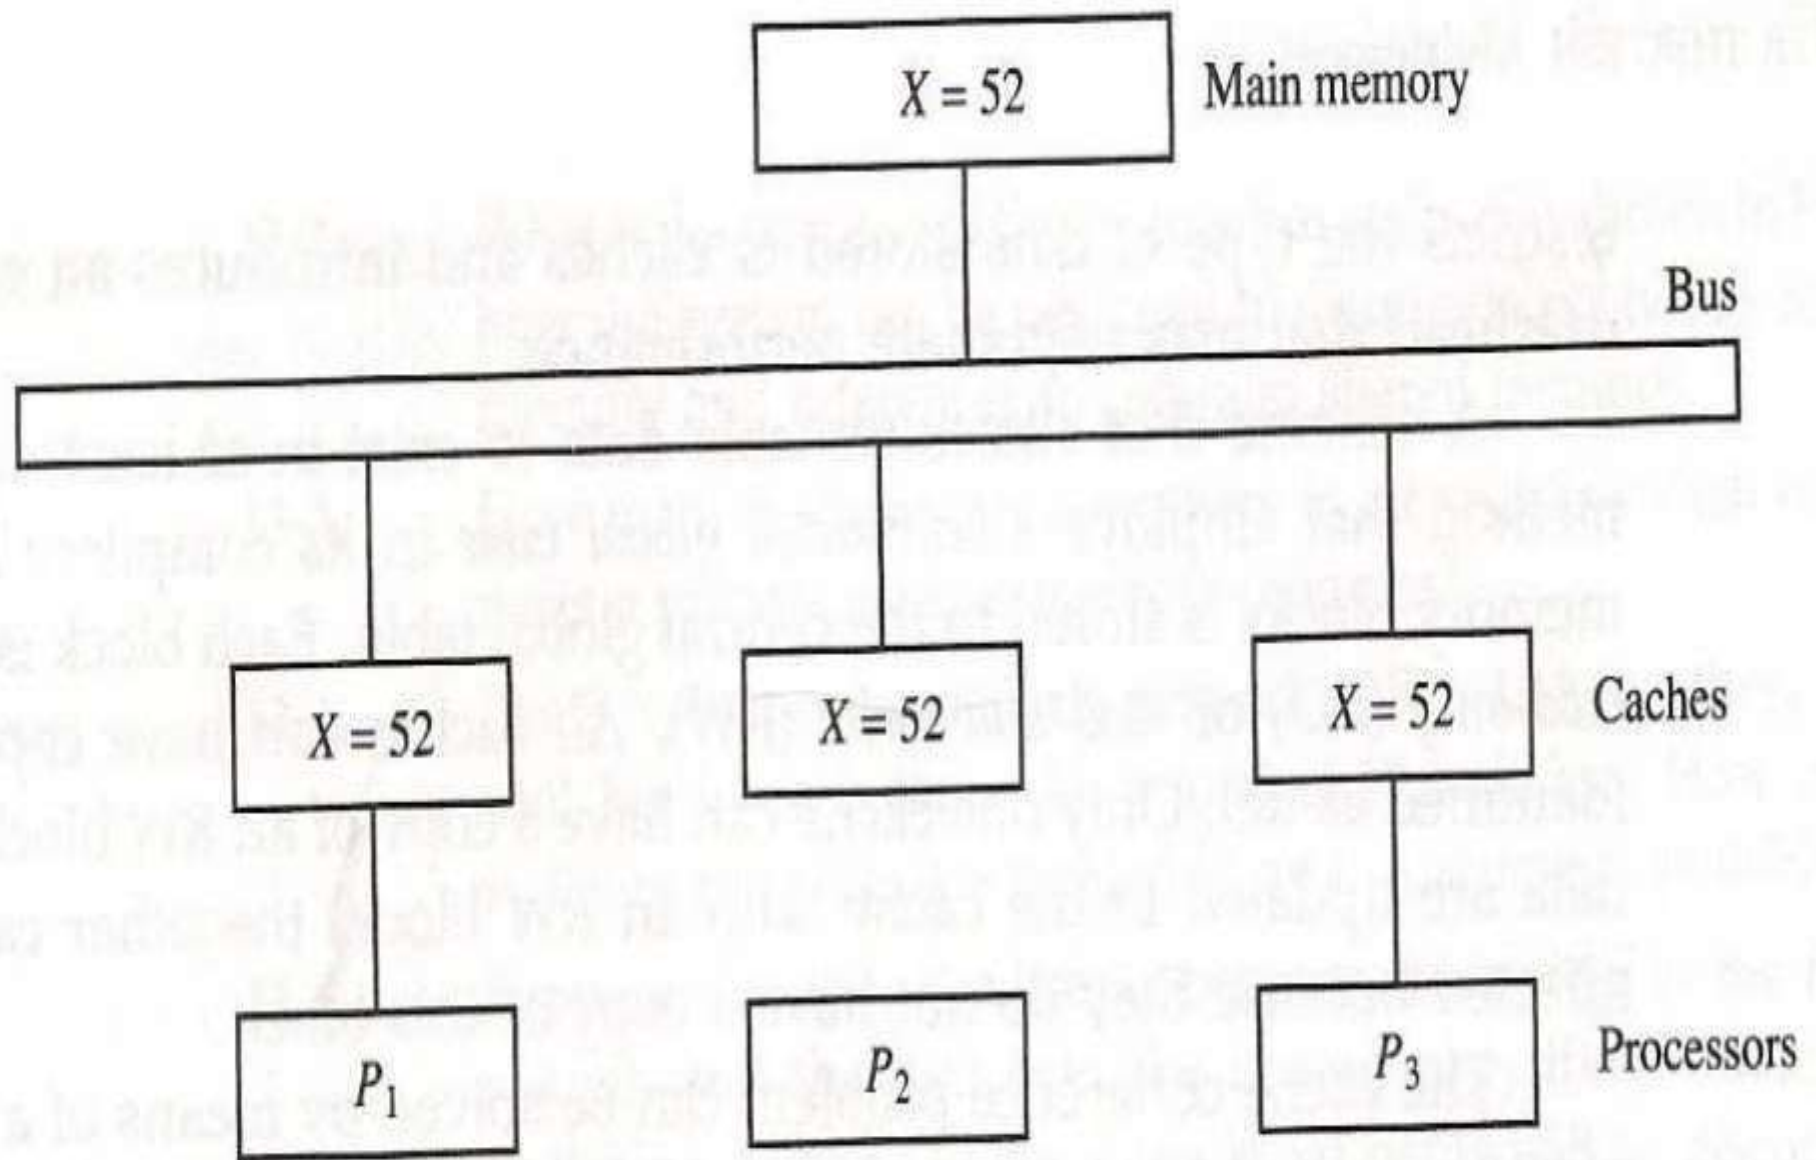 X = 52 Main memory
Bus
X = 52 X = 52 X = 52 Caches
P₁ P₂ P₃ Processors